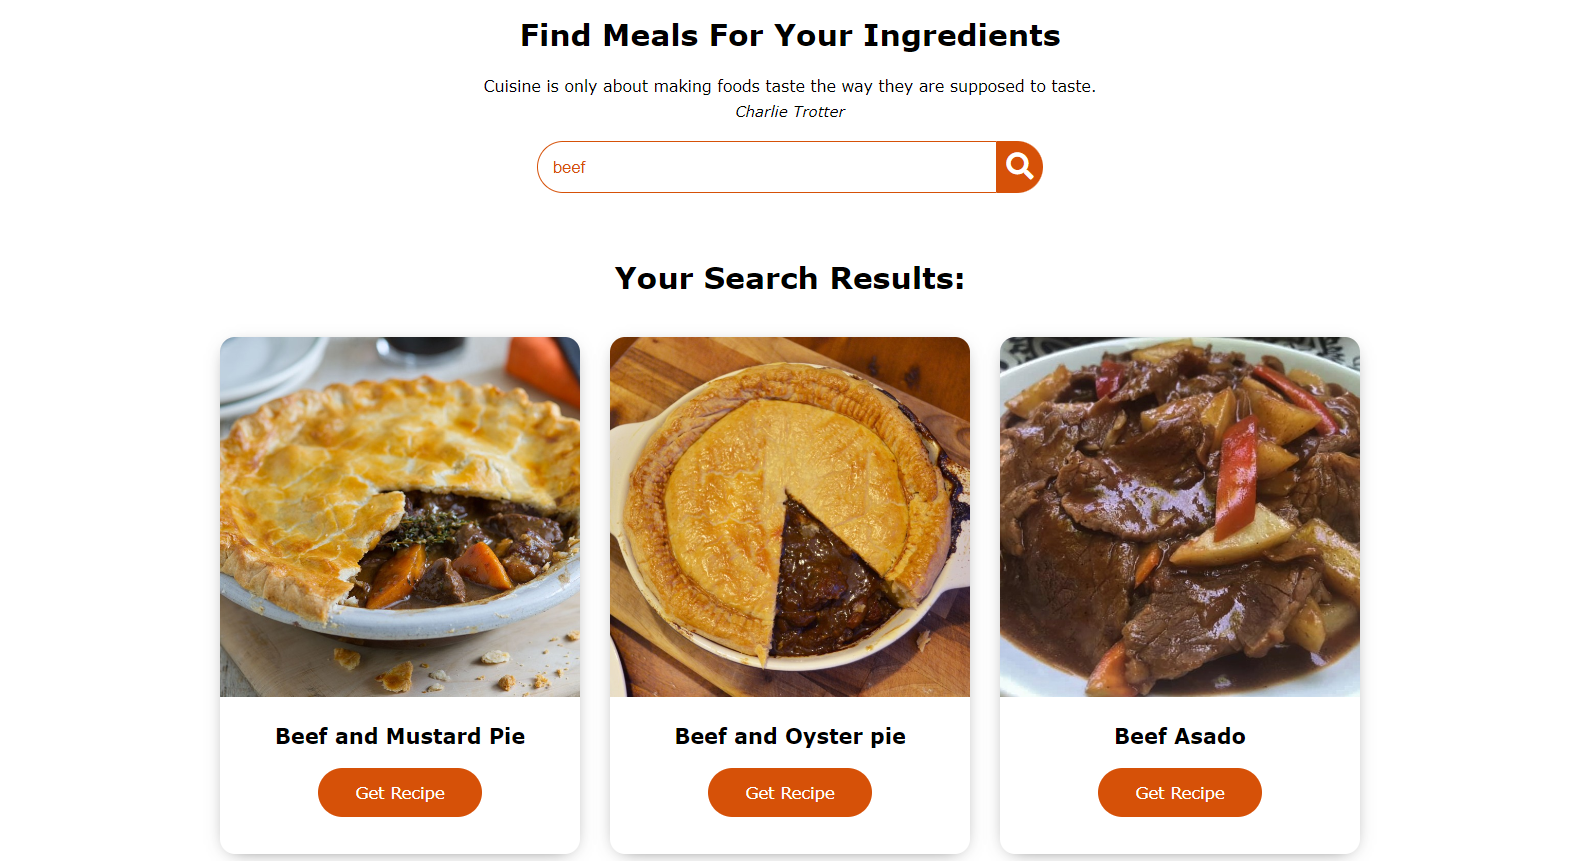 Find Meals For Your Ingredients
Cuisine is only about making foods taste the way they are supposed to taste.
Charlie Trotter
beef
Your Search Results:
Beef and Mustard Pie
Get Recipe
Beef and Oyster pie
Get Recipe
Beef Asado
Get Recipe